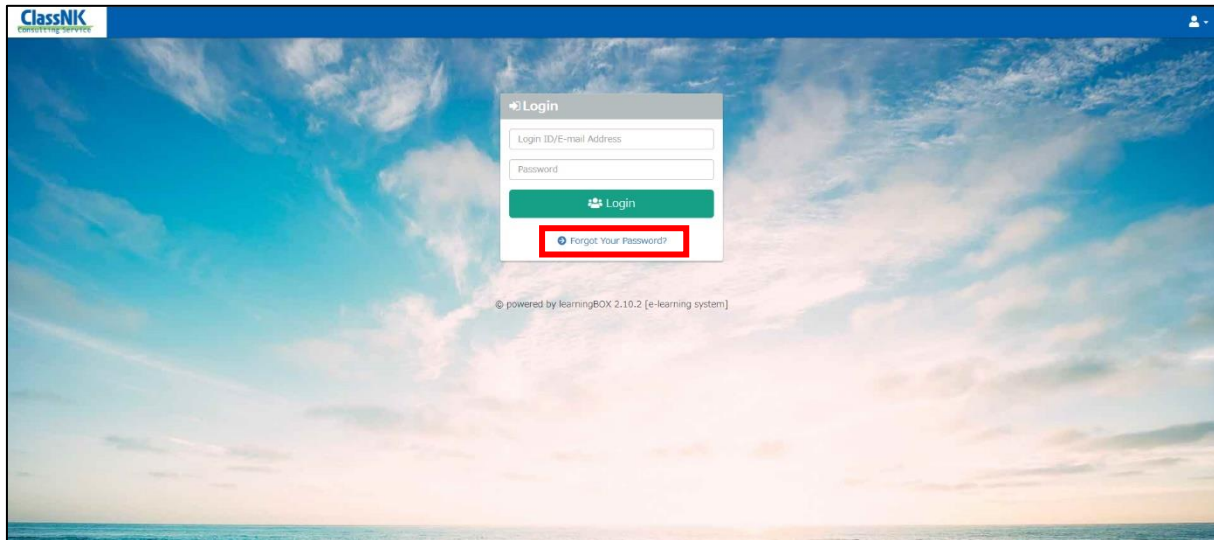 ClassNK
Consulting Service
Login
Login ID/E-mail Address
Password
Login
Forgot Your Password?
© powered by learningBOX 2.10.2 [e-learning system]